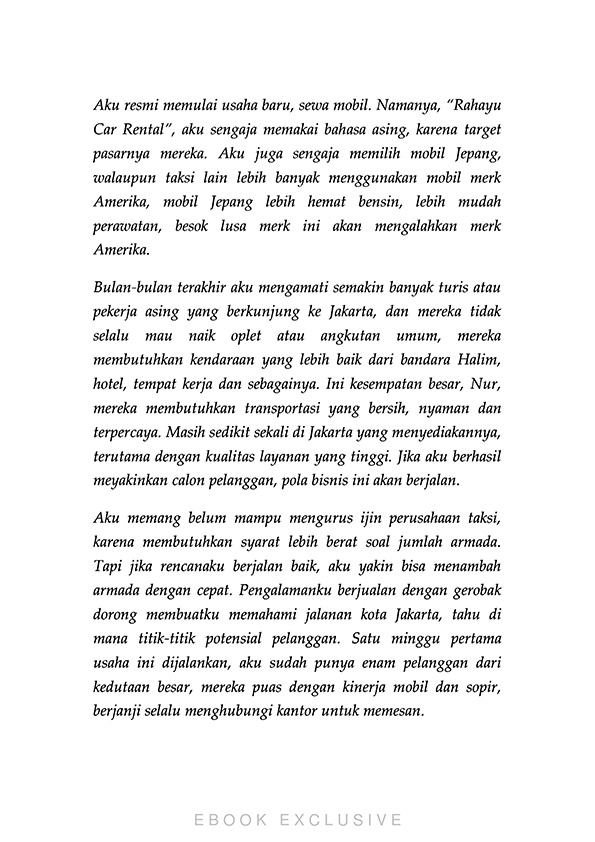 Aku resmi memulai usaha baru, sewa mobil. Namanya, “Rahayu
Car Rental”, aku sengaja memakai bahasa asing, karena target
pasarnya mereka. Aku juga sengaja memilih mobil Jepang,
walaupun taksi lain lebih banyak menggunakan mobil merk
Amerika, mobil Jepang lebih hemat bensin, lebih mudah
perawatan, besok lusa merk ini akan mengalahkan merk
Amerika.
Bulan-bulan terakhir aku mengamati semakin banyak turis atau
pekerja asing yang berkunjung ke Jakarta, dan mereka tidak
selalu mau naik oplet atau angkutan umum, mereka
membutuhkan kendaraan yang lebih baik dari bandara Halim,
hotel, tempat kerja dan sebagainya. Ini kesempatan besar, Nur,
mereka membutuhkan transportasi yang bersih, nyaman dan
terpercaya. Masih sedikit sekali di Jakarta yang menyediakannya,
terutama dengan kualitas layanan yang tinggi. Jika aku berhasil
meyakinkan calon pelanggan, pola bisnis ini akan berjalan.
Aku memang belum mampu mengurus ijin perusahaan taksi,
karena membutuhkan syarat lebih berat soal jumlah armada.
Tapi jika rencanaku berjalan baik, aku yakin bisa menambah
armada dengan cepat. Pengalamanku berjualan dengan gerobak
dorong membuatku memahami jalanan kota Jakarta, tahu di
mana titik-titik potensial pelanggan. Satu minggu pertama
usaha ini dijalankan, aku sudah punya enam pelanggan dari
kedutaan besar, mereka puas dengan kinerja mobil dan sopir,
berjanji selalu menghubungi kantor untuk memesan.
EBOOK EXCLUSIVE